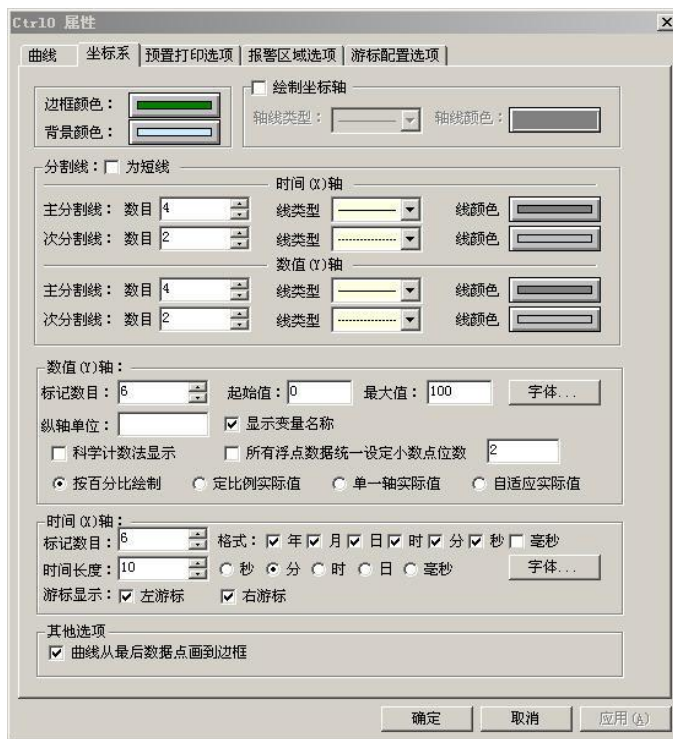 Ctrl0 属性
曲线 坐标系 预置打印选项 报警区域选项 游标配置选项
绘制坐标轴
边框颜色： 轴线类型： 轴线颜色：
背景颜色：
分割线： 为短线
时间(X)轴
主分割线： 数目 4 线类型 线颜色
次分割线： 数目 2 线类型 线颜色
数值(Y)轴
主分割线： 数目 4 线类型 线颜色
次分割线： 数目 2 线类型 线颜色
数值(Y)轴：
标记数目： 6 起始值： 0 最大值： 100 字体...
纵轴单位： 显示变量名称
科学计数法显示 所有浮点数据统一设定小数点位数 2
按百分比绘制 定比例实际值 单一轴实际值 自适应实际值
时间(X)轴：
标记数目： 6 格式： 年 月 日 时 分 秒 毫秒
时间长度： 10 秒 分 时 日 毫秒 字体...
游标显示： 左游标 右游标
其他选项
曲线从最后数据点画到边框
确定 取消 应用(A)